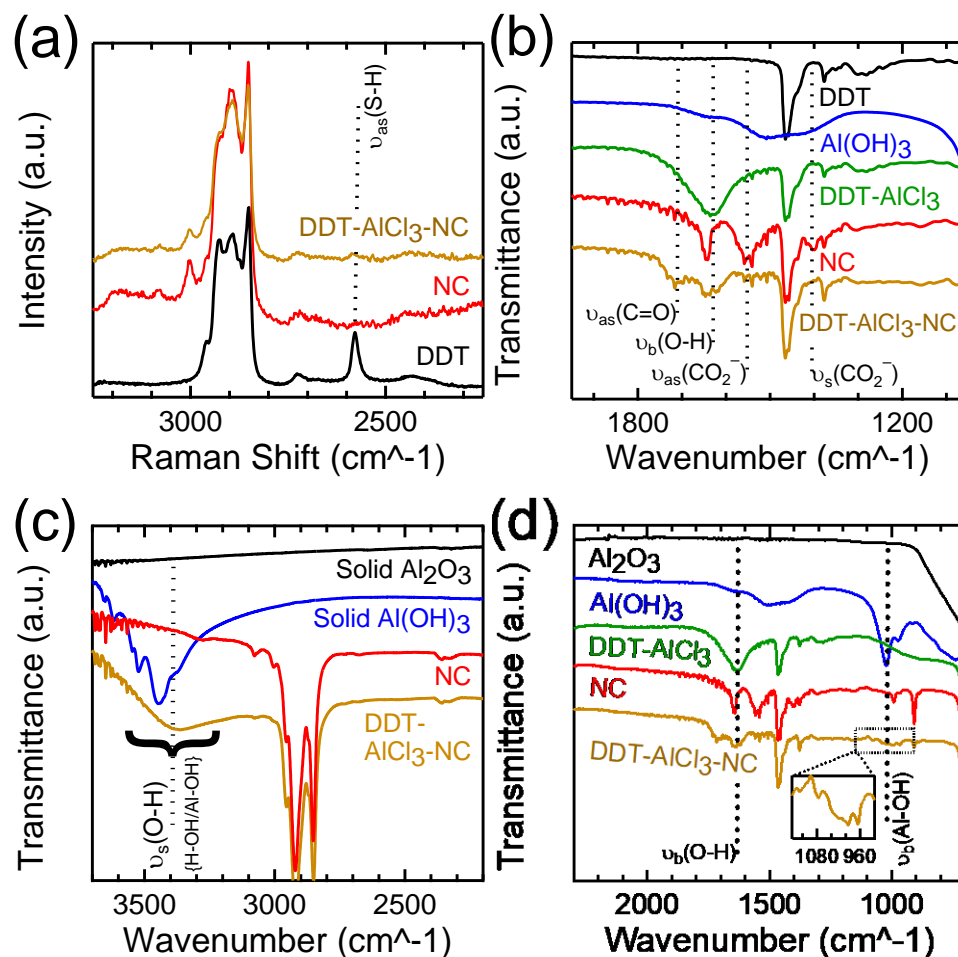 (a)
Intensity (a.u.)
υas(S-H)
DDT-AlCl3-NC
NC
DDT
3000
2500
Raman Shift (cm^-1)
(b)
Transmittance (a.u.)
DDT
Al(OH)3
DDT-AlCl3
NC
DDT-AlCl3-NC
υas(C=O)
υb(O-H)
υas(CO2−)
υs(CO2−)
1800
1200
Wavenumber (cm^-1)
(c)
Transmittance (a.u.)
Solid Al2O3
Solid Al(OH)3
NC
DDT-
AlCl3-NC
υs(O-H)
{H-OH/Al-OH}
3500
3000
2500
Wavenumber (cm^-1)
(d)
Transmittance (a.u.)
Al2O3
Al(OH)3
DDT-AlCl3
NC
DDT-AlCl3-NC
1080
960
υb(O-H)
υb(Al-OH)
2000
1500
1000
Wavenumber (cm^-1)